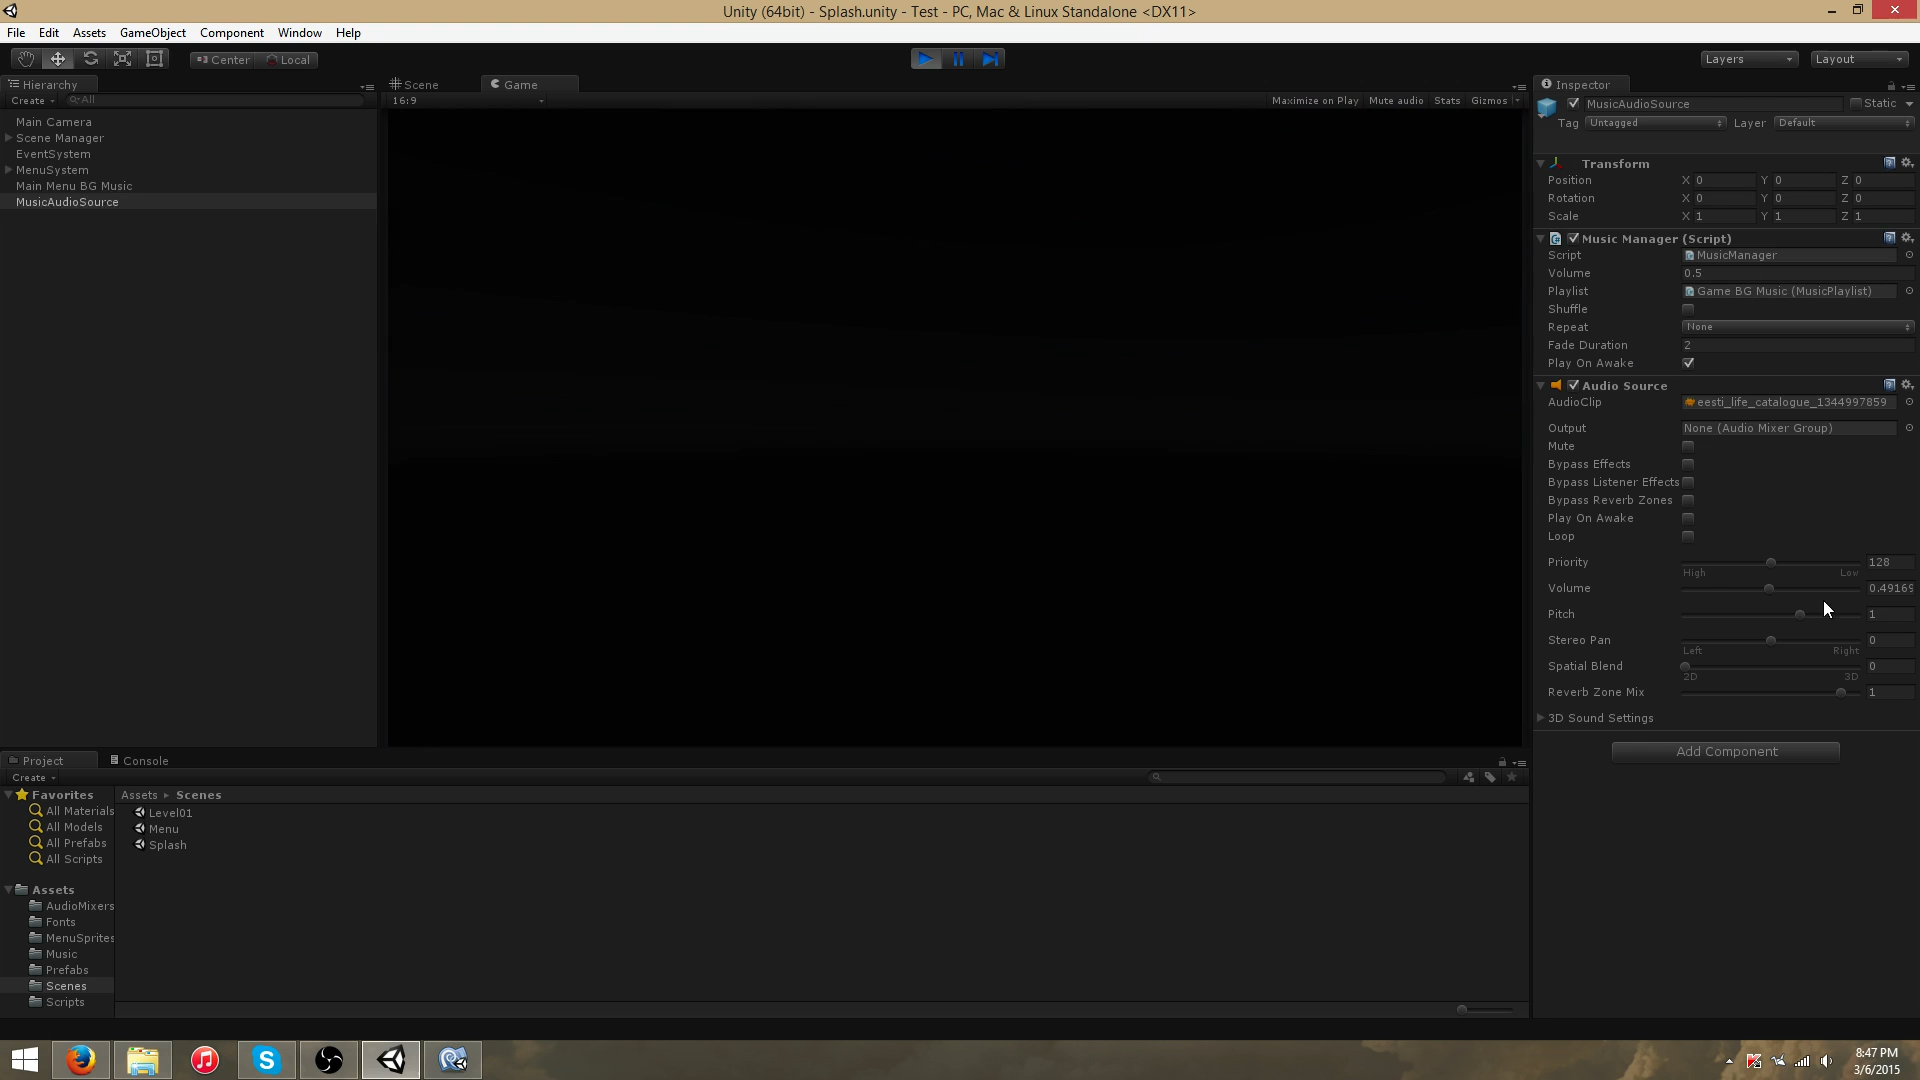 Unity (64bit) - Splash.unity - Test - PC, Mac & Linux Standalone <DX11>
File Edit Assets GameObject Component Window Help
Center Local
Layers Layout
Hierarchy
Create All
Main Camera
Scene Manager
EventSystem
MenuSystem
Main Menu BG Music
MusicAudioSource
Scene Game
16:9 Maximize on Play Mute audio Stats Gizmos
Inspector
MusicAudioSource Static
Tag Untagged Layer Default
Transform
Position X 0 Y 0 Z 0
Rotation X 0 Y 0 Z 0
Scale X 1 Y 1 Z 1
Music Manager (Script)
Script MusicManager
Volume 0.5
Playlist Game BG Music (MusicPlaylist)
Shuffle
Repeat None
Fade Duration 2
Play On Awake
Audio Source
AudioClip eesti_life_catalogue_1344997859
Output None (Audio Mixer Group)
Mute
Bypass Effects
Bypass Listener Effects
Bypass Reverb Zones
Play On Awake
Loop
Priority 128
High Low
Volume 0.49169
Pitch 1
Stereo Pan 0
Left Right
Spatial Blend 0
2D 3D
Reverb Zone Mix 1
3D Sound Settings
Add Component
Project Console
Create
Favorites
All Materials
All Models
All Prefabs
All Scripts
Assets
AudioMixers
Fonts
MenuSprites
Music
Prefabs
Scenes
Scripts
Assets Scenes
Level01
Menu
Splash
8:47 PM
3/6/2015